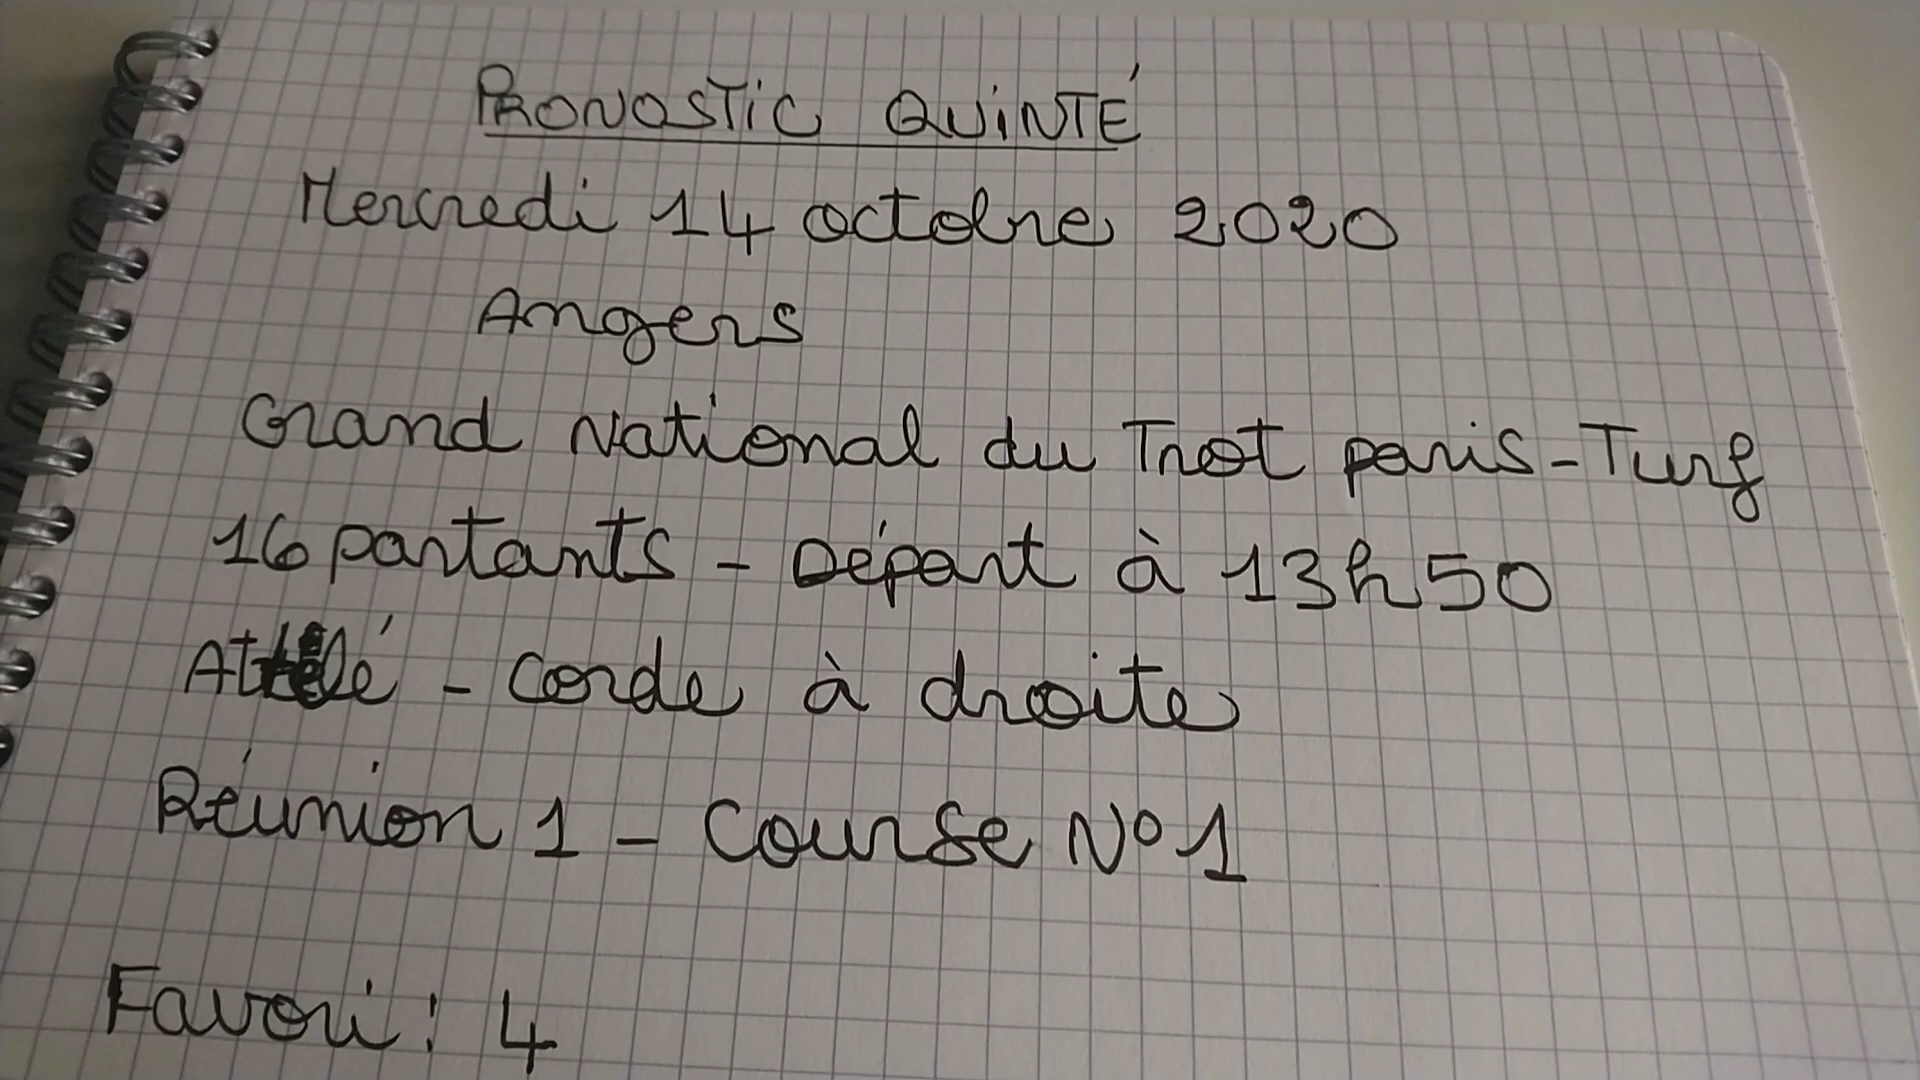 PRONOSTIC QUINTÉ
Mercredi 14 octobre 2020
Angers
Grand National du Trot paris-Turf
16 partants - Départ à 13h50
Attelé - Corde à droite
Réunion 1 - Course N°1
Favori : 4